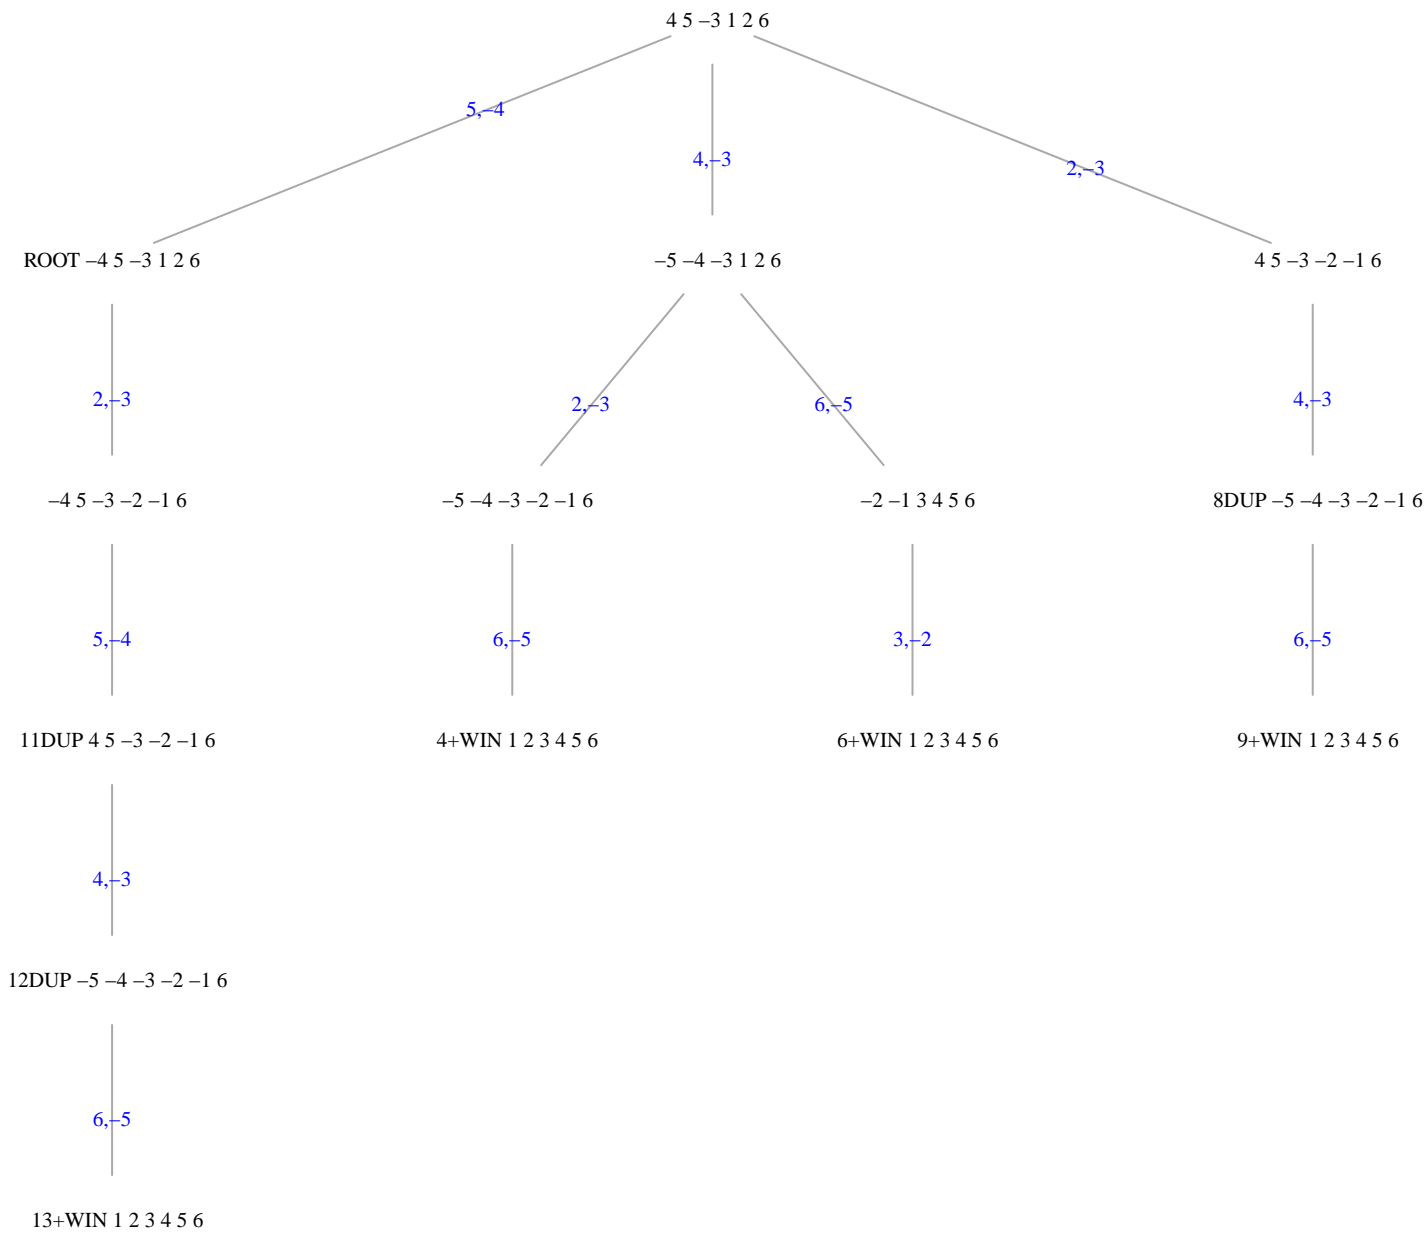 4 5 –3 1 2 6
5,–4
4,–3
2,–3
ROOT –4 5 –3 1 2 6
–5 –4 –3 1 2 6
4 5 –3 –2 –1 6
2,–3
2,–3
6,–5
4,–3
–4 5 –3 –2 –1 6
–5 –4 –3 –2 –1 6
–2 –1 3 4 5 6
8DUP –5 –4 –3 –2 –1 6
5,–4
6,–5
3,–2
6,–5
11DUP 4 5 –3 –2 –1 6
4+WIN 1 2 3 4 5 6
6+WIN 1 2 3 4 5 6
9+WIN 1 2 3 4 5 6
4,–3
12DUP –5 –4 –3 –2 –1 6
6,–5
13+WIN 1 2 3 4 5 6